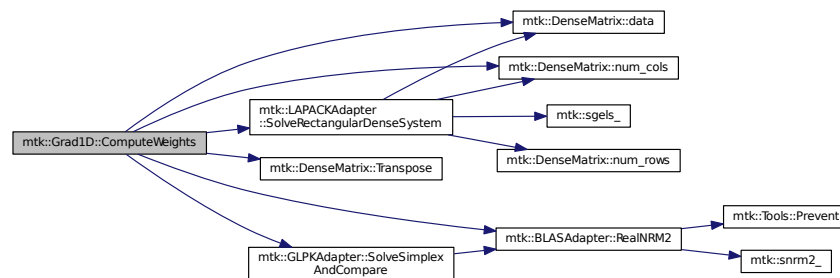 mtk::Grad1D::ComputeWeights
mtk::DenseMatrix::data
mtk::DenseMatrix::num_cols
mtk::LAPACKAdapter
::SolveRectangularDenseSystem
mtk::sgels_
mtk::DenseMatrix::num_rows
mtk::DenseMatrix::Transpose
mtk::BLASAdapter::RealNRM2
mtk::GLPKAdapter::SolveSimplex
AndCompare
mtk::Tools::Prevent
mtk::snrm2_